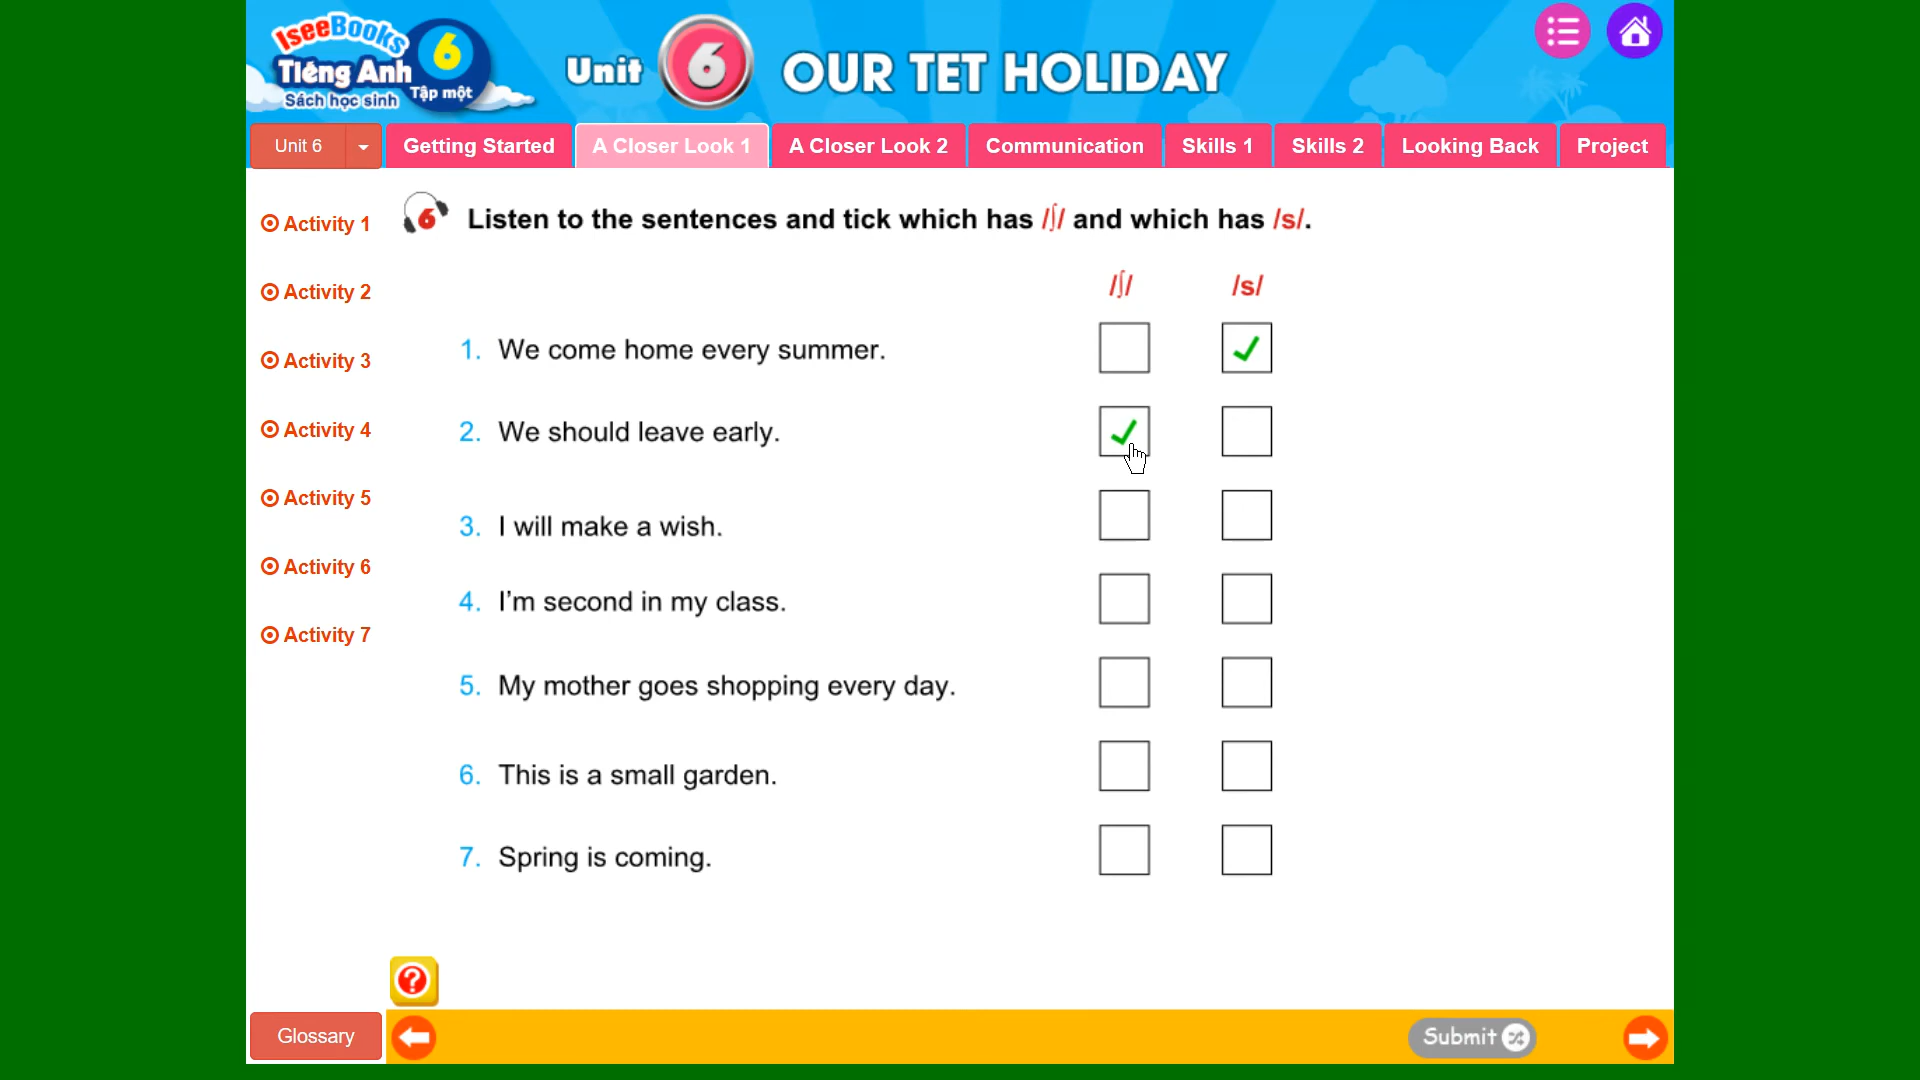 IseeBooks
Tiếng Anh 6
Sách học sinh Tập một
Unit 6 OUR TET HOLIDAY
Unit 6 Getting Started A Closer Look 1 A Closer Look 2 Communication Skills 1 Skills 2 Looking Back Project
Activity 1
Activity 2
Activity 3
Activity 4
Activity 5
Activity 6
Activity 7
6 Listen to the sentences and tick which has /ʃ/ and which has /s/.
/ʃ/ /s/
1. We come home every summer.
2. We should leave early.
3. I will make a wish.
4. I’m second in my class.
5. My mother goes shopping every day.
6. This is a small garden.
7. Spring is coming.
?
Glossary
Submit